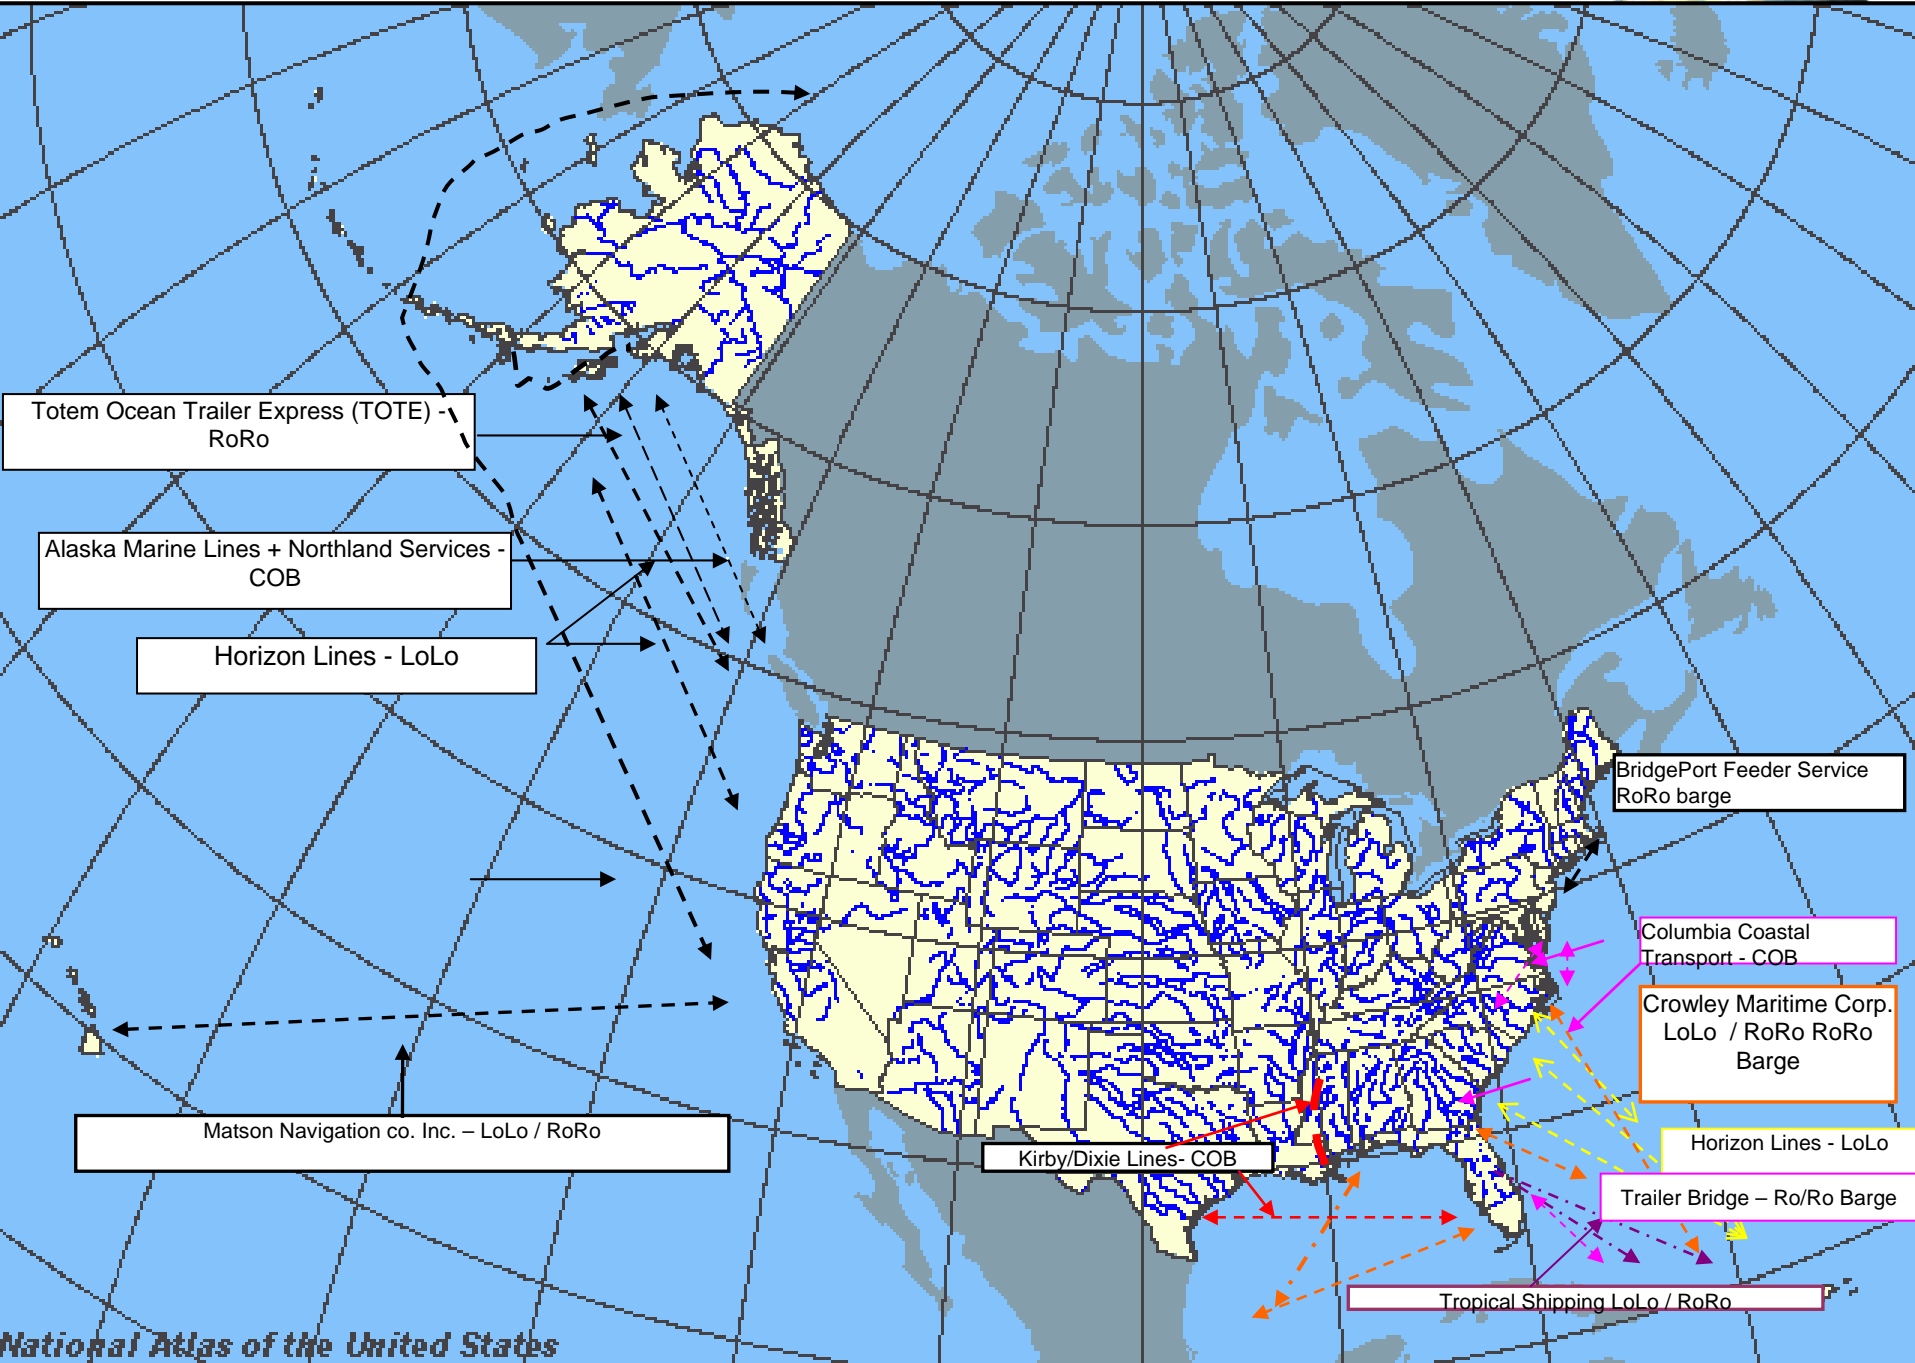 Totem Ocean Trailer Express (TOTE) -
RoRo
Alaska Marine Lines + Northland Services -
COB
Horizon Lines - LoLo
BridgePort Feeder Service
RoRo barge
Columbia Coastal
Transport - COB
Crowley Maritime Corp.
LoLo / RoRo RoRo
Barge
Matson Navigation co. Inc. – LoLo / RoRo
Kirby/Dixie Lines- COB
Horizon Lines - LoLo
Trailer Bridge – Ro/Ro Barge
Tropical Shipping LoLo / RoRo
National Atlas of the United States